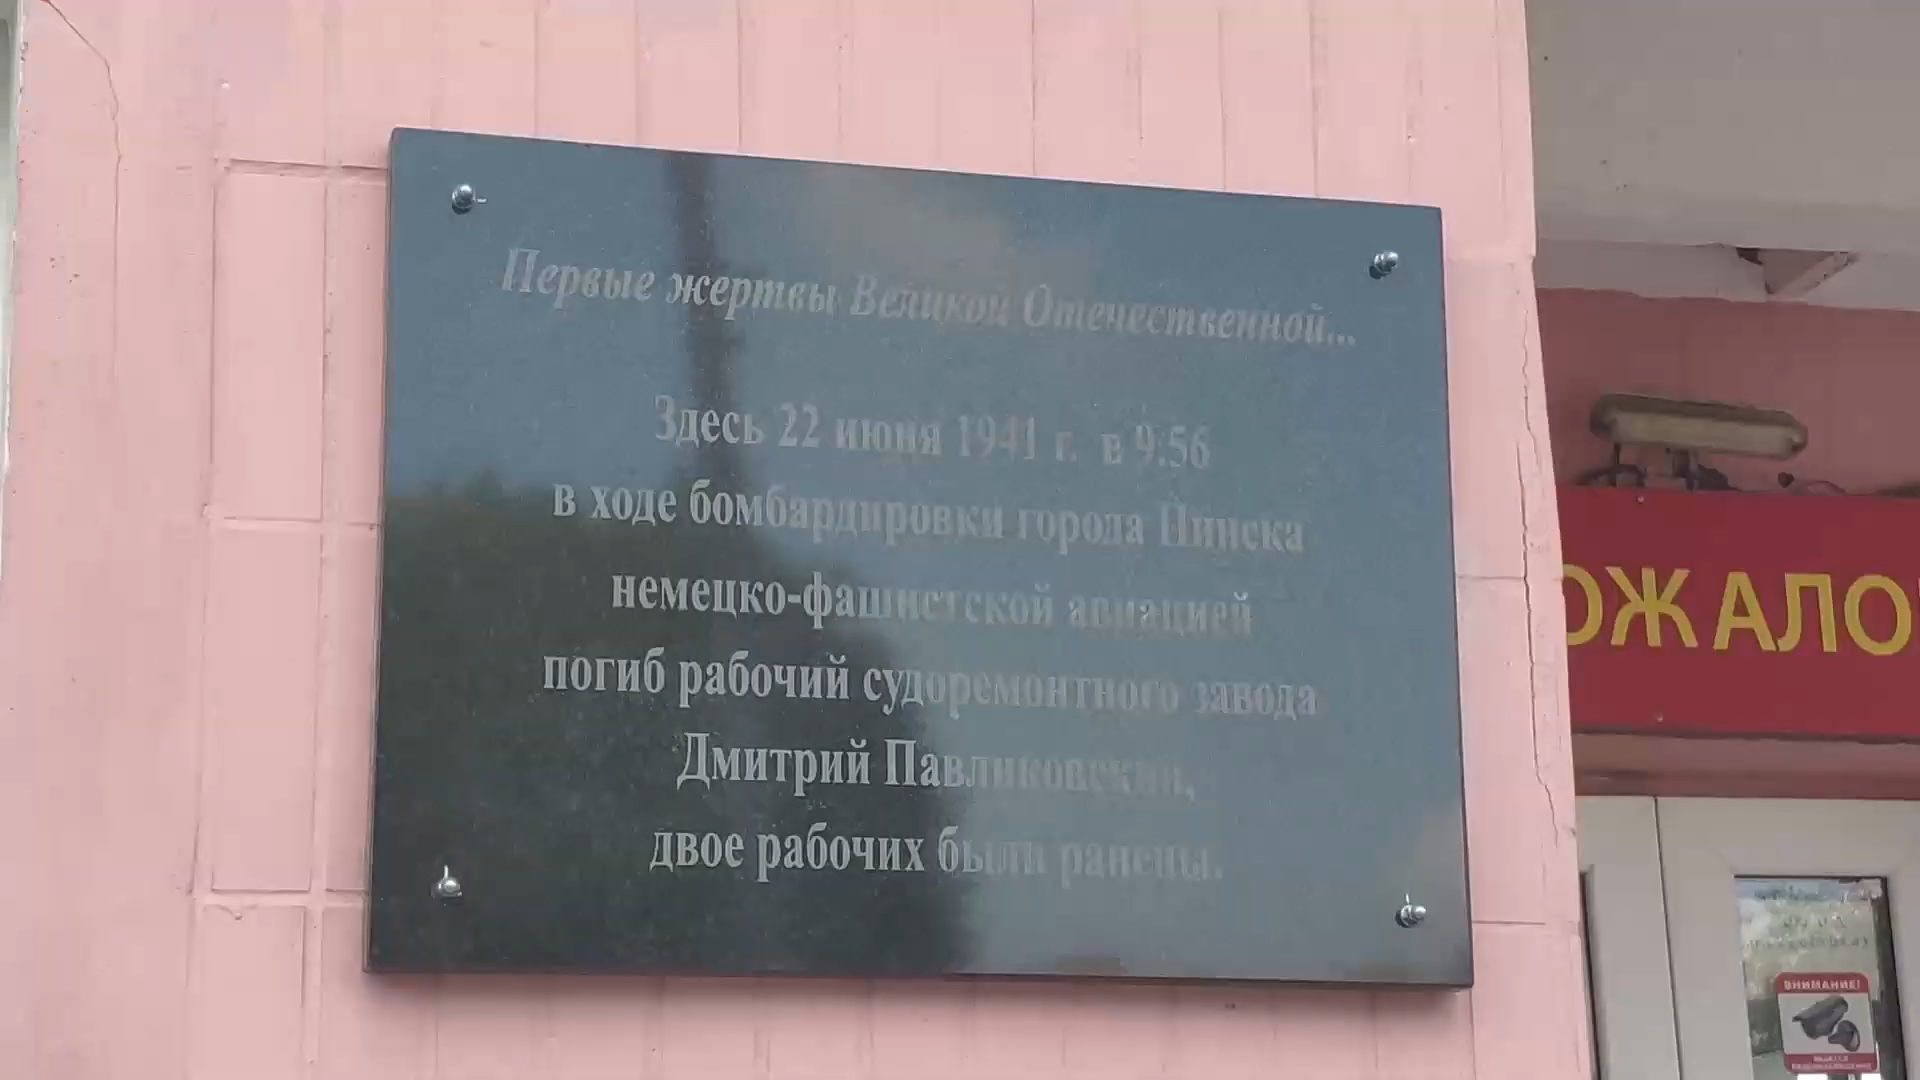 Первые жертвы Великой Отечественной...
Здесь 22 июня 1941 г. в 9:56
в ходе бомбардировки города Пинска
немецко-фашистской авиацией
погиб рабочий судоремонтного завода
Дмитрий Павликовский,
двое рабочих были ранены.
ОЖАЛО
ВНИМАНИЕ!